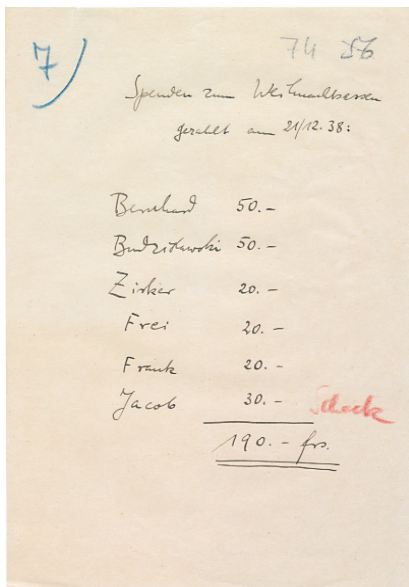 7)
74 DB
Spenden zum Weihnachtsessen
gezahlt am 21/12.38:
Bernhard 50.-
Budzislawski 50.-
Zirker 20.-
Frei 20.-
Frank 20.-
Jacob 30.- Scheck
190.- frs.